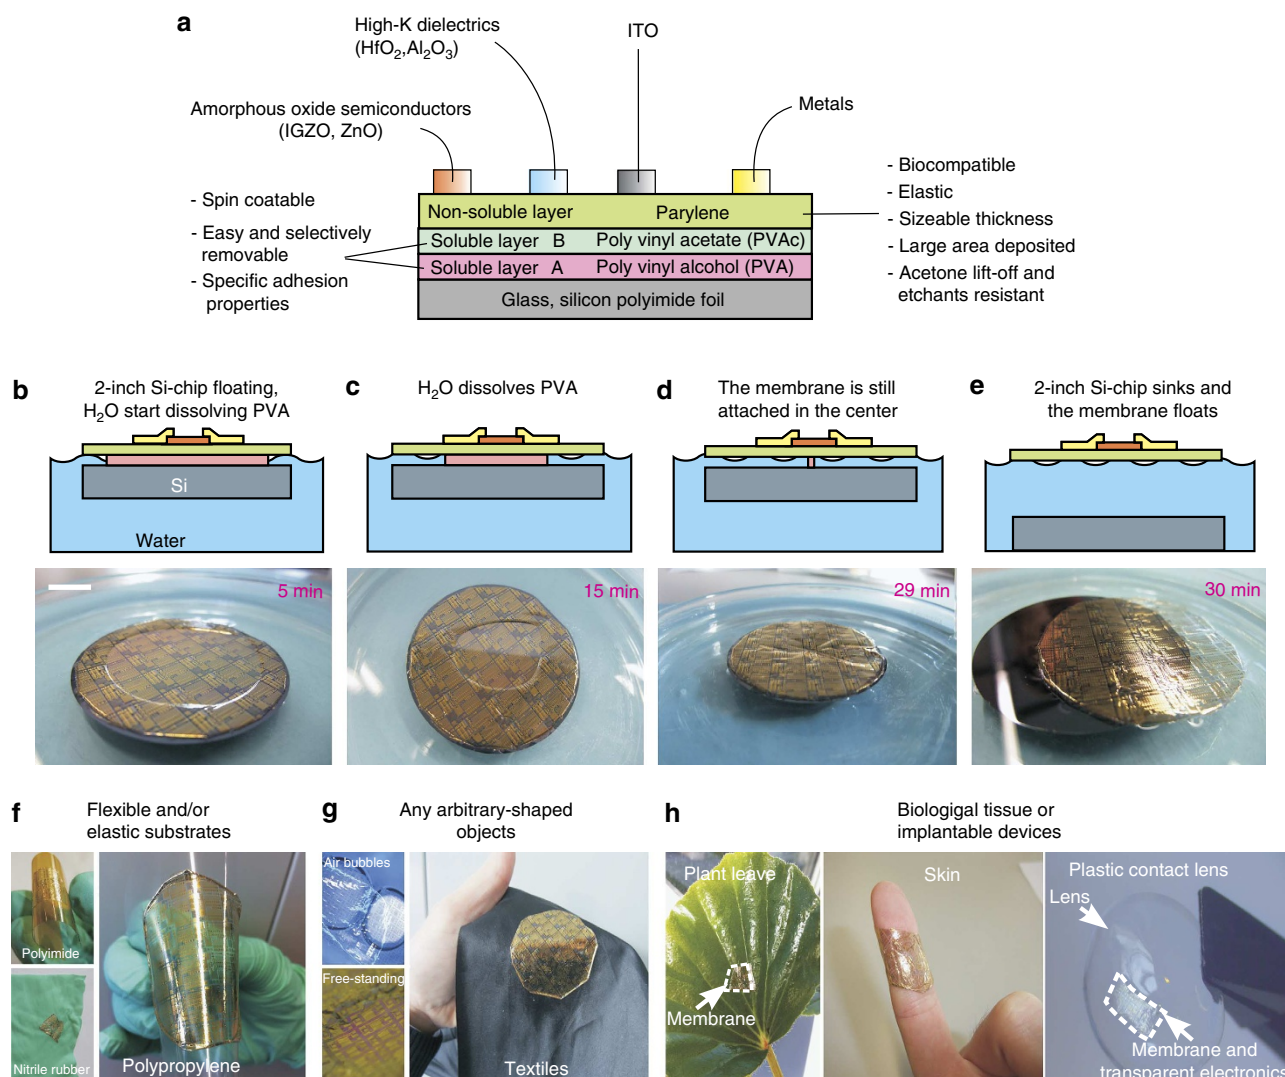 a
High-K dielectrics
(HfO2,Al2O3)
ITO
Amorphous oxide semiconductors
(IGZO, ZnO)
Metals
- Spin coatable
- Easy and selectively
removable
- Specific adhesion
properties
Non-soluble layer Parylene
Soluble layer B Poly vinyl acetate (PVAc)
Soluble layer A Poly vinyl alcohol (PVA)
Glass, silicon polyimide foil
- Biocompatible
- Elastic
- Sizeable thickness
- Large area deposited
- Acetone lift-off and
etchants resistant
b
2-inch Si-chip floating,
H2O start dissolving PVA
Si
Water
5 min
c
H2O dissolves PVA
15 min
d
The membrane is still
attached in the center
29 min
e
2-inch Si-chip sinks and
the membrane floats
30 min
f
Flexible and/or
elastic substrates
Polyimide
Nitrile rubber
Polypropylene
g
Any arbitrary-shaped
objects
Air bubbles
Free-standing
Textiles
h
Biologigal tissue or
implantable devices
Plant leave
Membrane
Skin
Plastic contact lens
Lens
Membrane and
transparent electronics